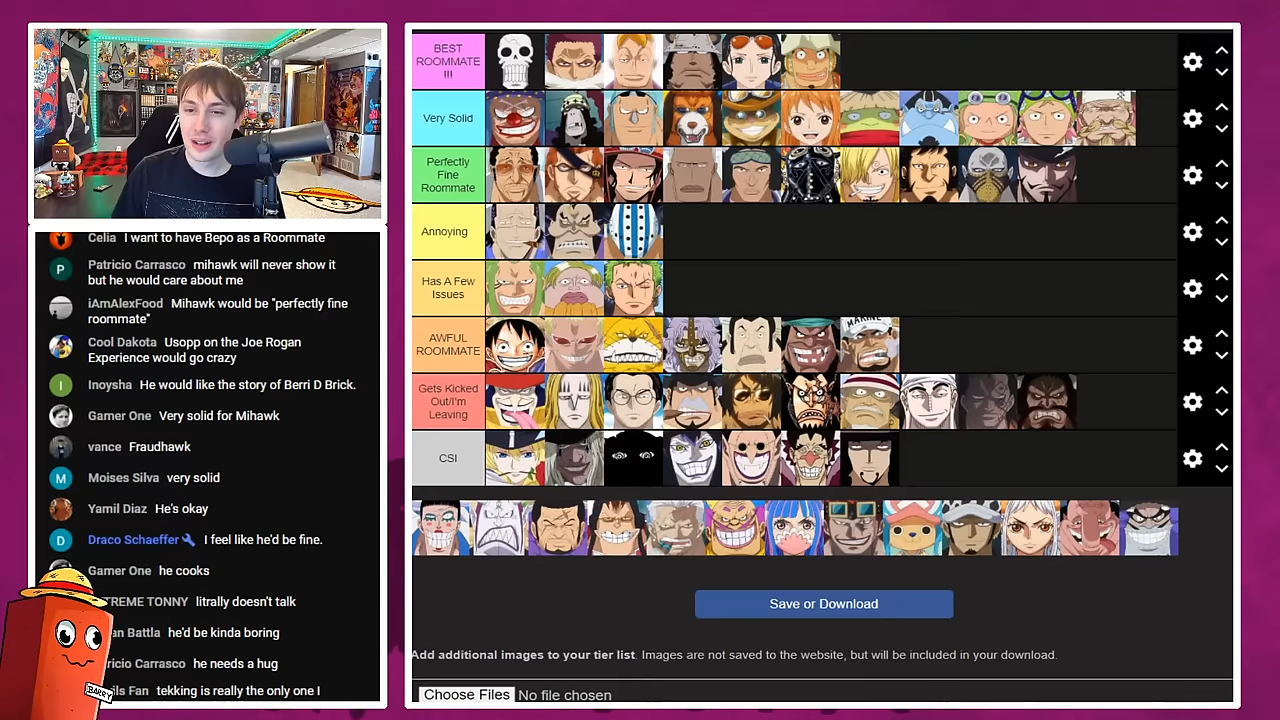 Celia I want to have Bepo as a Roommate
Patricio Carrasco mihawk will never show it
but he would care about me
iAmAlexFood Mihawk would be "perfectly fine
roommate"
Cool Dakota Usopp on the Joe Rogan
Experience would go crazy
Inoysha He would like the story of Berri D Brick.
Gamer One Very solid for Mihawk
vance Fraudhawk
Moises Silva very solid
Yamil Diaz He's okay
Draco Schaeffer I feel like he'd be fine.
Gamer One he cooks
TREME TONNY litrally doesn't talk
an Battla he'd be kinda boring
ricio Carrasco he needs a hug
ils Fan tekking is really the only one I
BARRY
BEST
ROOMMATE
!!!
Very Solid
Perfectly
Fine
Roommate
Annoying
Has A Few
Issues
AWFUL
ROOMMATE
MARINE
Gets Kicked
Out/I'm
Leaving
CSI
Save or Download
Add additional images to your tier list. Images are not saved to the website, but will be included in your download.
Choose Files No file chosen